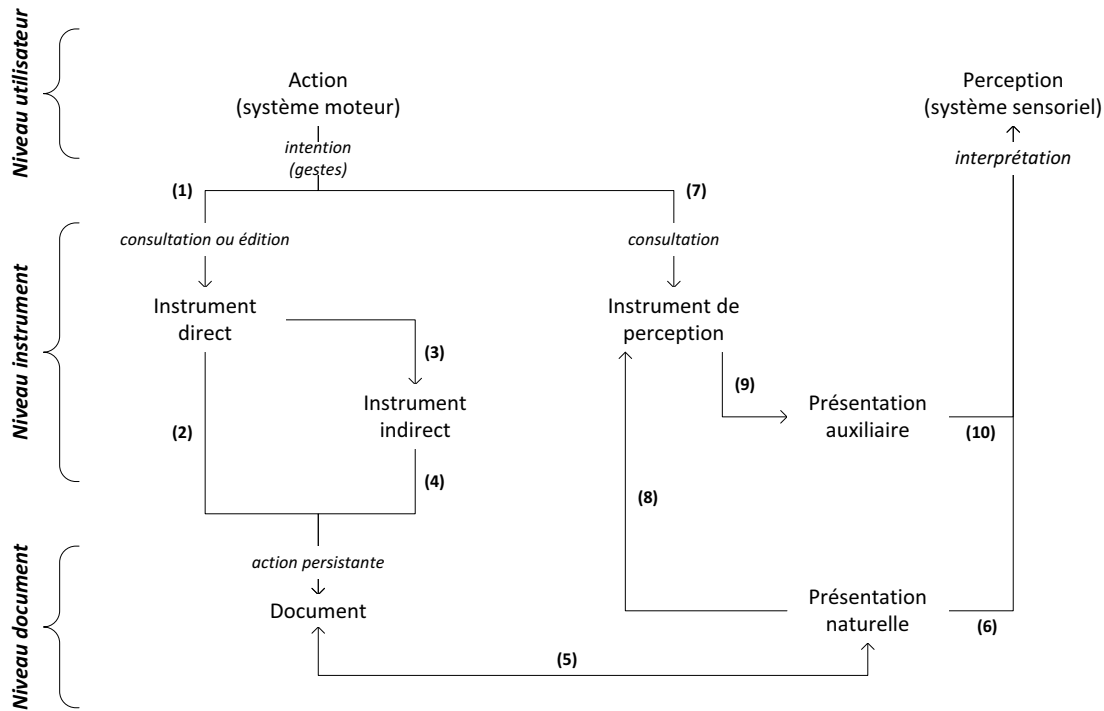 Niveau utilisateur
Action
(système moteur)
Perception
(système sensoriel)
intention
(gestes)
interprétation
(1)
(7)
Niveau instrument
consultation ou édition
consultation
Instrument
direct
Instrument de
perception
(3)
(9)
Instrument
indirect
Présentation
auxiliaire
(2)
(10)
(4)
(8)
Niveau document
action persistante
Document
Présentation
naturelle
(6)
(5)